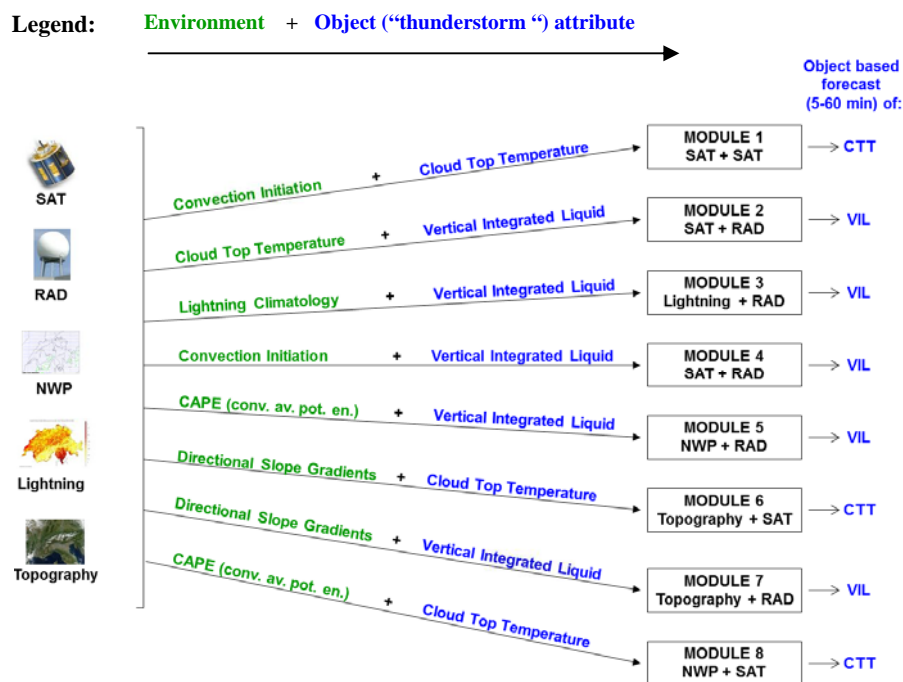 Legend: Environment + Object (“thunderstorm “) attribute
Object based
forecast
(5-60 min) of:
SAT
RAD
NWP
Lightning
Topography
Convection Initiation + Cloud Top Temperature
MODULE 1
SAT + SAT
CTT
Cloud Top Temperature + Vertical Integrated Liquid
MODULE 2
SAT + RAD
VIL
Lightning Climatology + Vertical Integrated Liquid
MODULE 3
Lightning + RAD
VIL
Convection Initiation + Vertical Integrated Liquid
MODULE 4
SAT + RAD
VIL
CAPE (conv. av. pot. en.) + Vertical Integrated Liquid
MODULE 5
NWP + RAD
VIL
Directional Slope Gradients + Cloud Top Temperature
MODULE 6
Topography + SAT
CTT
Directional Slope Gradients + Vertical Integrated Liquid
MODULE 7
Topography + RAD
VIL
CAPE (conv. av. pot. en.) + Cloud Top Temperature
MODULE 8
NWP + SAT
CTT